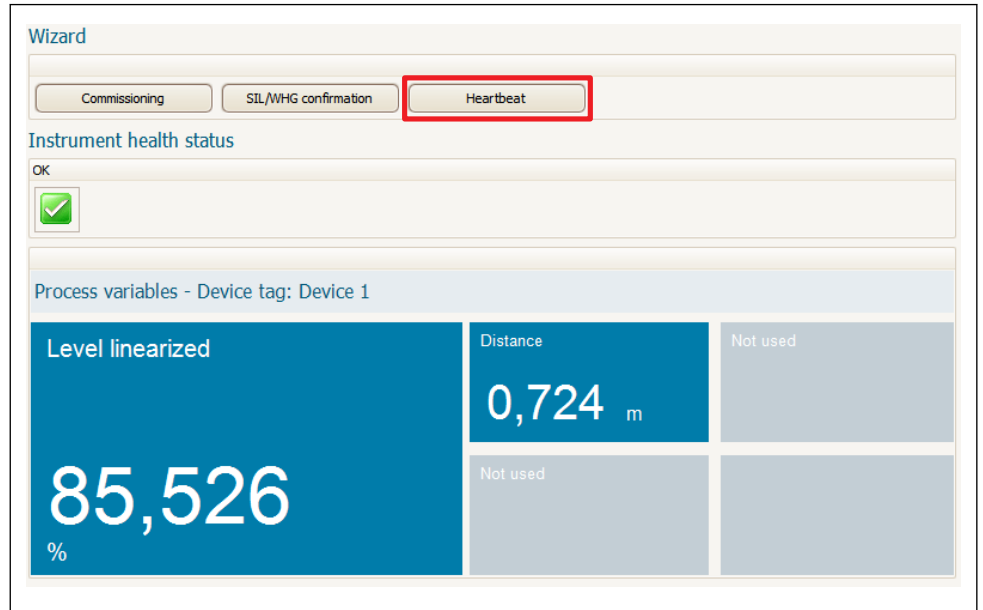 Wizard
Commissioning SIL/WHG confirmation Heartbeat
Instrument health status
OK
Process variables - Device tag: Device 1
Level linearized
85,526
%
Distance
0,724 m
Not used
Not used